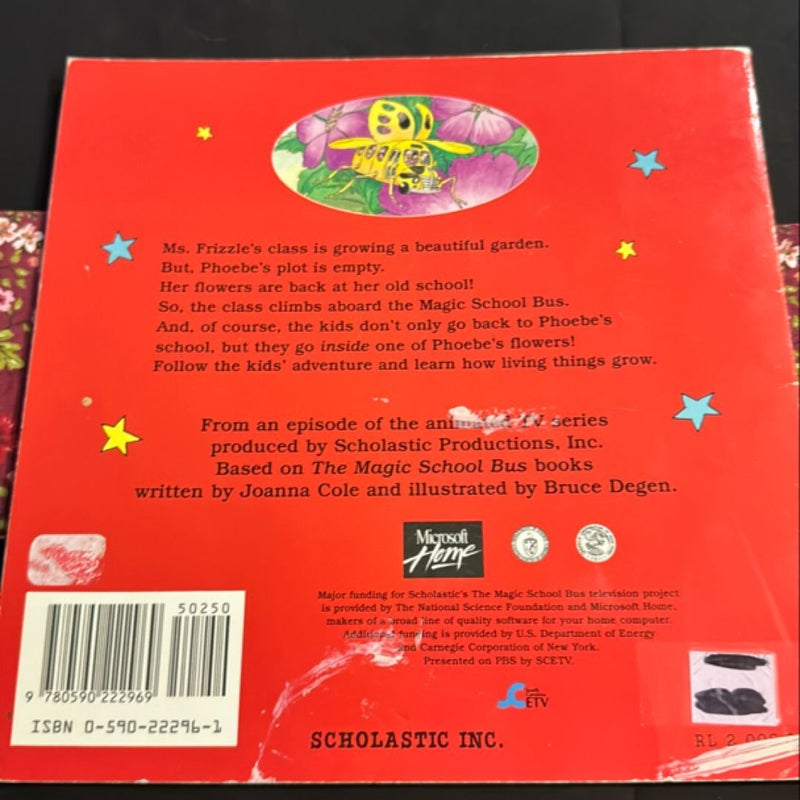 Ms. Frizzle's class is growing a beautiful garden.
But, Phoebe's plot is empty.
Her flowers are back at her old school!
So, the class climbs aboard the Magic School Bus.
And, of course, the kids don't only go back to Phoebe's
school, but they go inside one of Phoebe's flowers!
Follow the kids' adventure and learn how living things grow.
From an episode of the animated TV series
produced by Scholastic Productions, Inc.
Based on The Magic School Bus books
written by Joanna Cole and illustrated by Bruce Degen.
Microsoft
Home
Major funding for Scholastic's The Magic School Bus television project
is provided by The National Science Foundation and Microsoft Home,
makers of a broad line of quality software for your home computer.
Additional funding is provided by U.S. Department of Energy
and Carnegie Corporation of New York.
Presented on PBS by SCETV.
50250
9 780590 222969
ISBN 0-590-22296-1
ETV
SCHOLASTIC INC.
RL 2